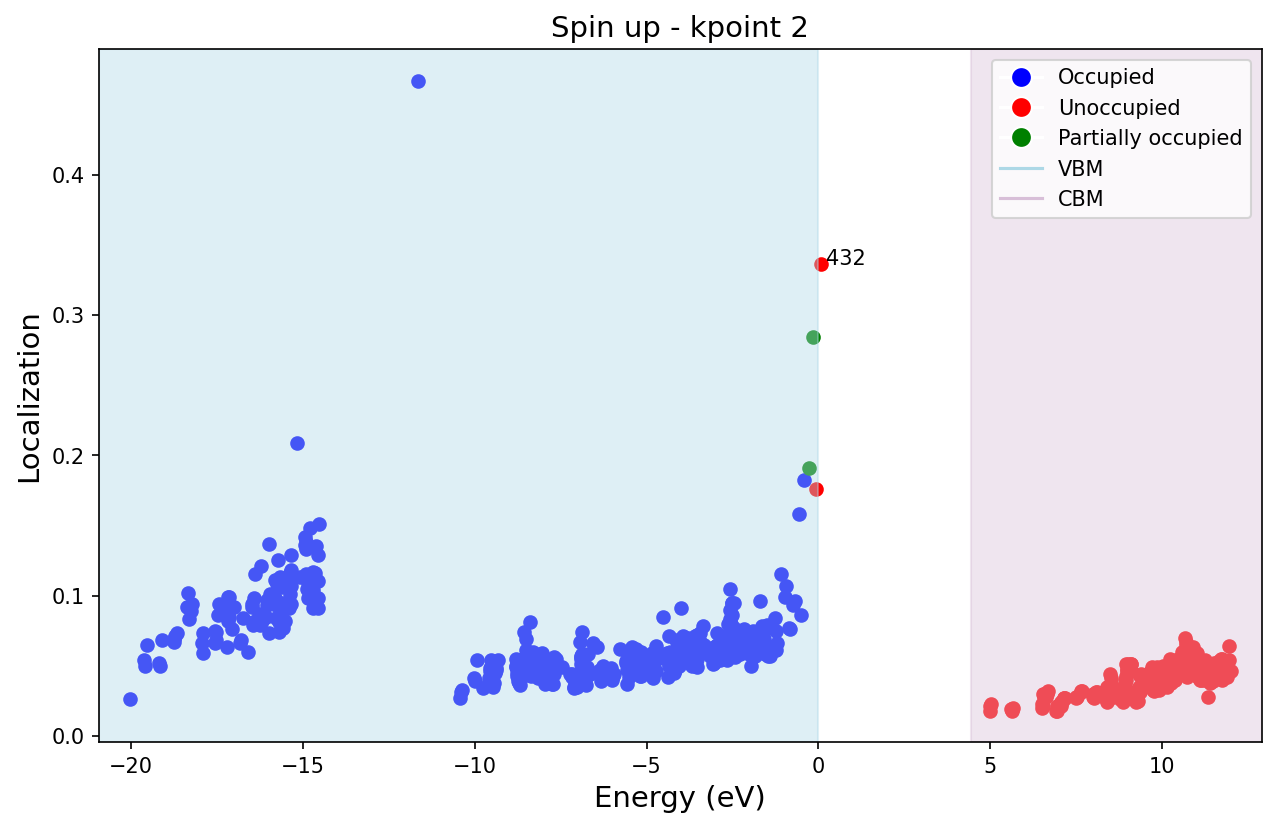 Spin up - kpoint 2
Localization
0.4
0.3
0.2
0.1
0.0
432
Occupied
Unoccupied
Partially occupied
VBM
CBM
−20
−15
−10
−5
0
5
10
Energy (eV)